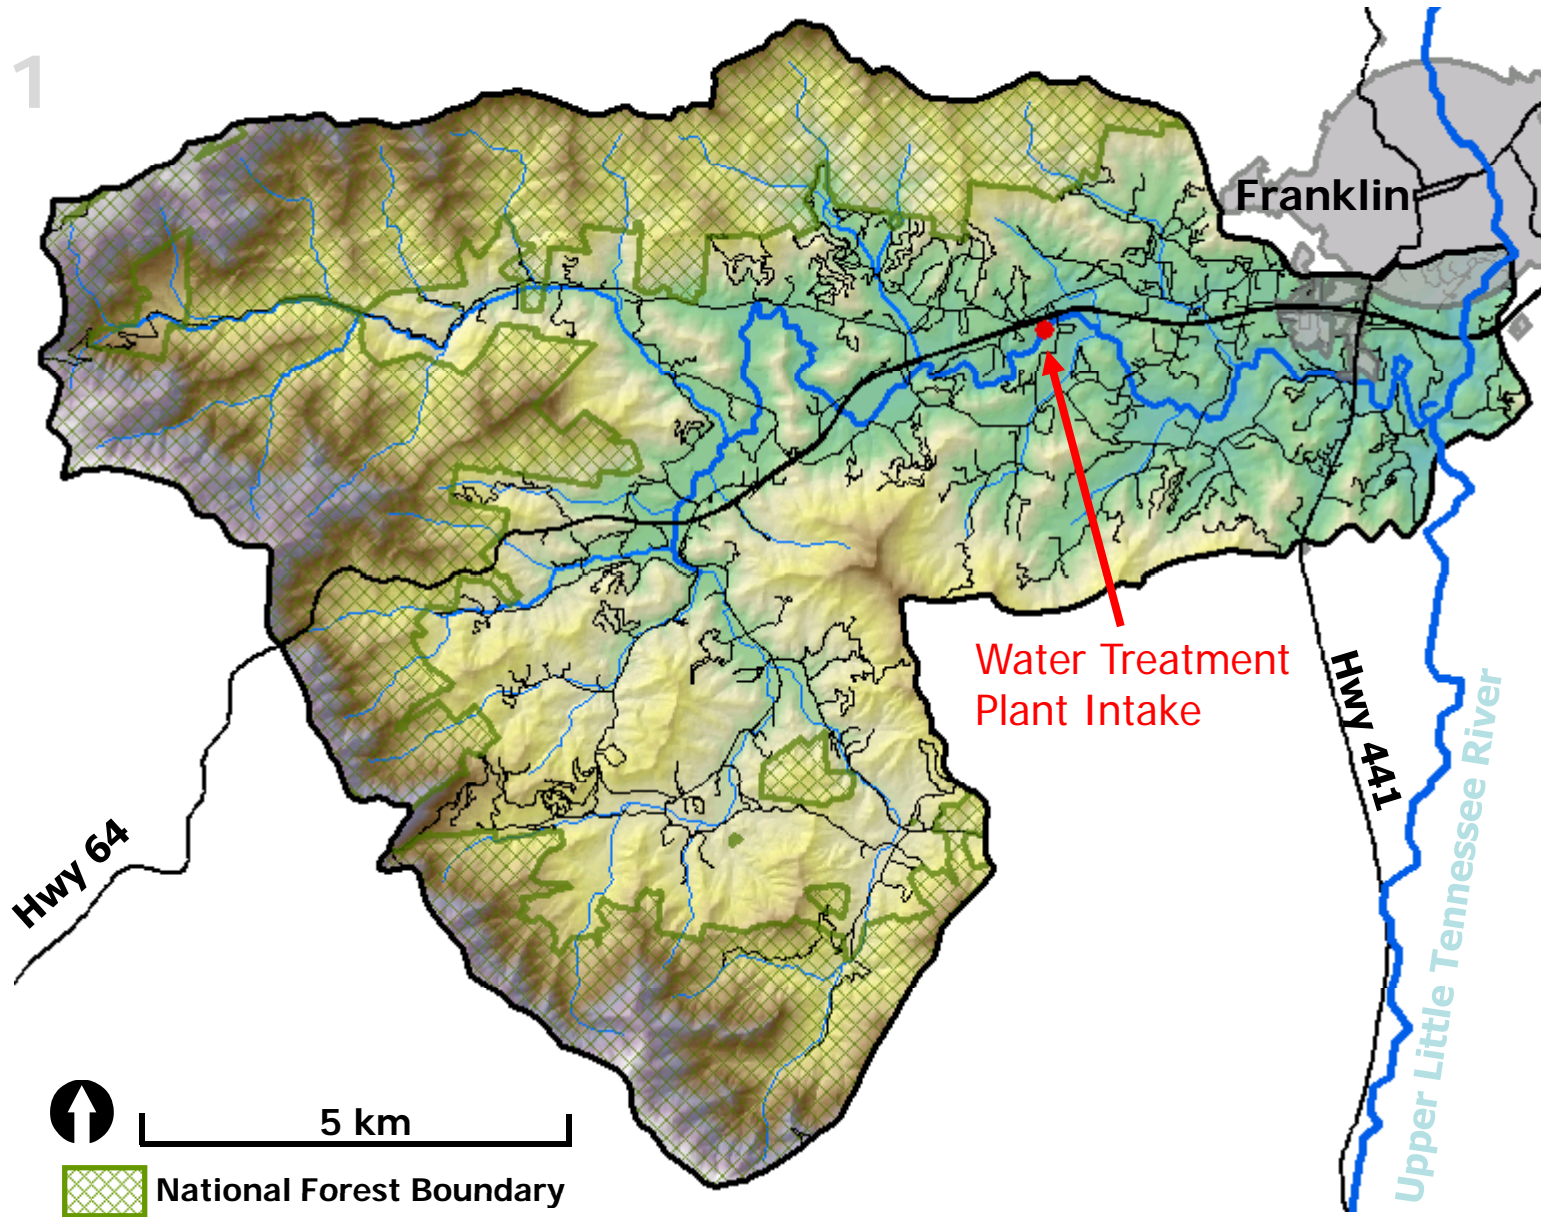 1
Franklin
Water Treatment
Plant Intake
Hwy 441
Upper Little Tennessee River
Hwy 64
5 km
National Forest Boundary